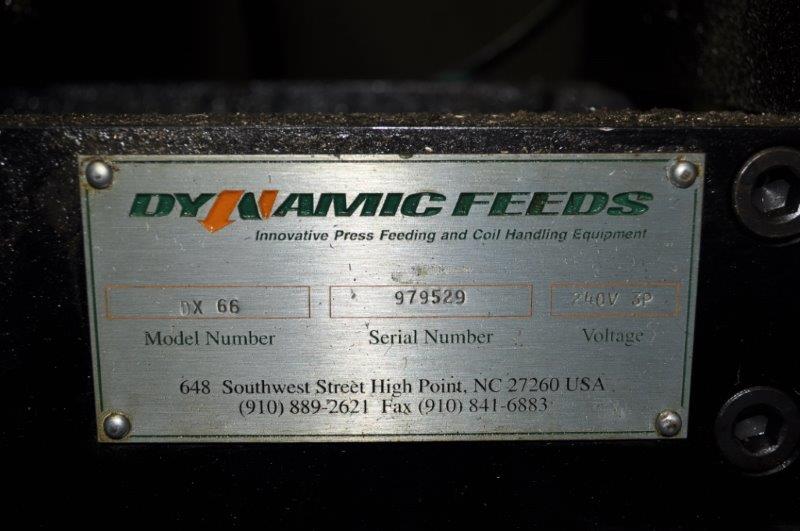 DYNAMIC FEEDS
Innovative Press Feeding and Coil Handling Equipment
DX 66 979529 240V 3P
Model Number Serial Number Voltage
648 Southwest Street High Point, NC 27260 USA
(910) 889-2621 Fax (910) 841-6883